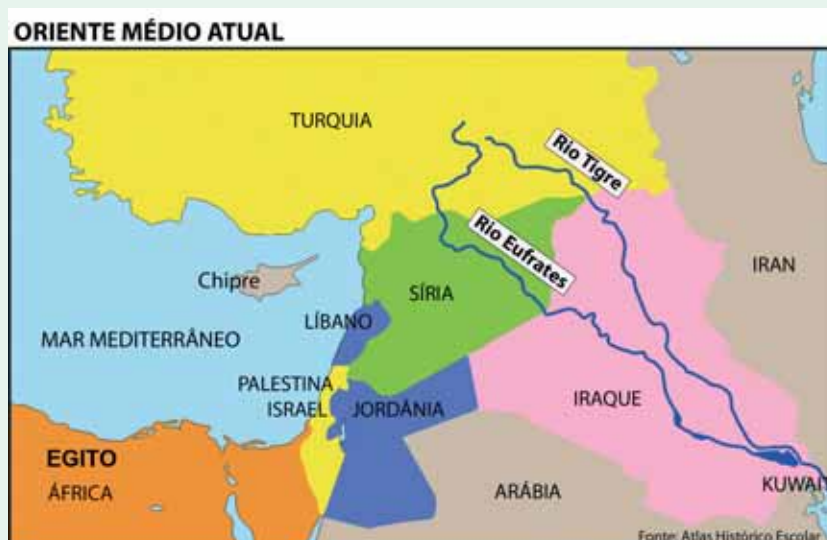 ORIENTE MÉDIO ATUAL
TURQUIA
Rio Tigre
Rio Eufrates
IRAN
Chipre
SÍRIA
LÍBANO
MAR MEDITERRÂNEO
PALESTINA
ISRAEL
JORDÂNIA
IRAQUE
EGITO
ÁFRICA
ARÁBIA
KUWAIT
Fonte: Atlas Histórico Escolar